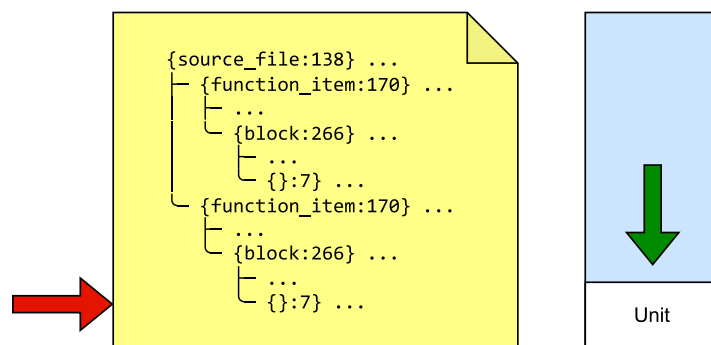 {source_file:138} ...
├─ {function_item:170} ...
│  ├─ ...
│  ╰─ {block:266} ...
│     ├─ ...
│     ╰─ {}:7} ...
╰─ {function_item:170} ...
   ├─ ...
   ╰─ {block:266} ...
      ├─ ...
      ╰─ {}:7} ...
Unit